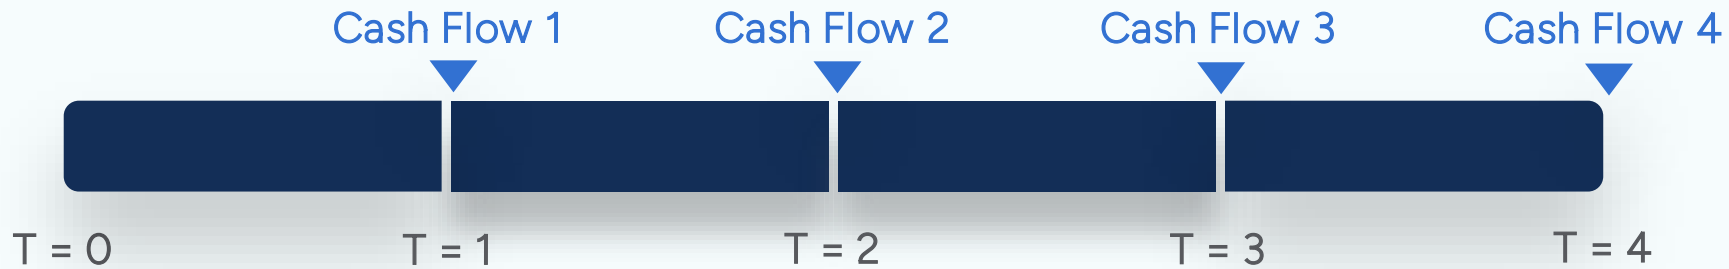 Cash Flow 1 Cash Flow 2 Cash Flow 3 Cash Flow 4
T = 0 T = 1 T = 2 T = 3 T = 4